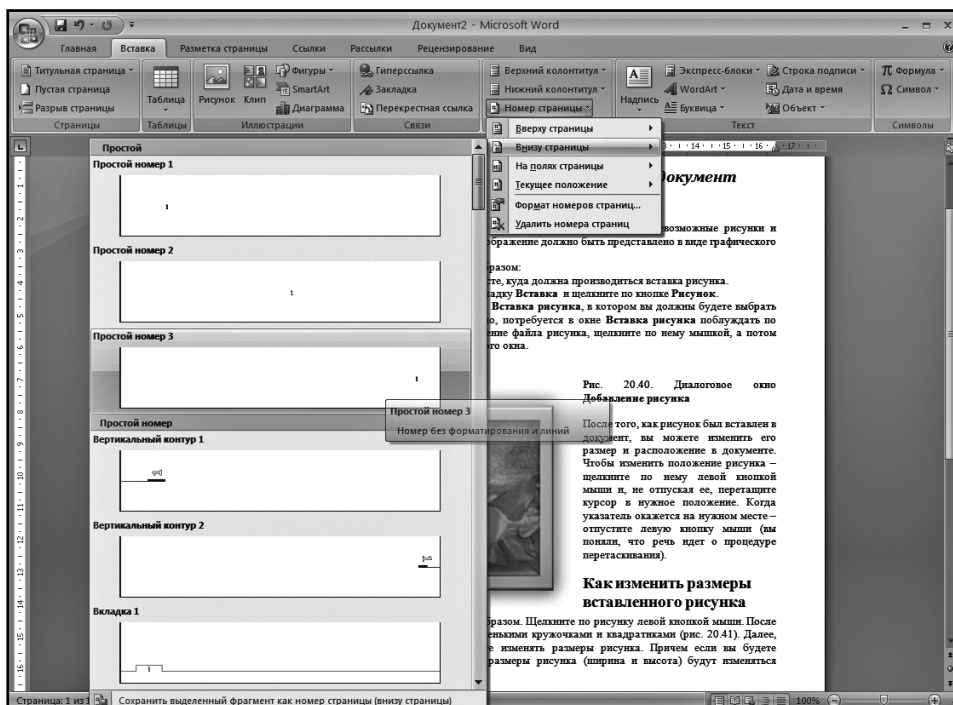 Документ2 - Microsoft Word
Главная Вставка Разметка страницы Ссылки Рассылки Рецензирование Вид
Титульная страница
Пустая страница
Разрыв страницы
Страницы
Таблица
Таблицы
Рисунок Клип
Фигуры
SmartArt
Диаграмма
Иллюстрации
Гиперссылка
Закладка
Перекрестная ссылка
Связи
Верхний колонтитул
Нижний колонтитул
Номер страницы
Надпись
Экспресс-блоки
WordArt
Буквица
Строка подписи
Дата и время
Объект
Текст
Формула
Символ
Символы
Вверху страницы
Внизу страницы
На полях страницы
Текущее положение
Формат номеров страниц...
Удалить номера страниц
Простой
Простой номер 1
1
Простой номер 2
1
Простой номер 3
1
Простой номер 3
Номер без форматирования и линий
Простой номер
Вертикальный контур 1
Вертикальный контур 2
Вкладка 1
1
Сохранить выделенный фрагмент как номер страницы (внизу страницы)
документ
возможные рисунки и
ображение должно быть представлено в виде графического
разом:
те, куда должна производиться вставка рисунка.
адку Вставка и щелкните по кнопке Рисунок.
Вставка рисунка, в котором вы должны будете выбрать
о, потребуется в окне Вставка рисунка поблуждать по
ение файла рисунка, щелкните по нему мышкой, а потом
ого окна.
Рис. 20.40. Диалоговое окно
Добавление рисунка
После того, как рисунок был вставлен в
документ, вы можете изменить его
размер и расположение в документе.
Чтобы изменить положение рисунка –
щелкните по нему левой кнопкой
мыши и, не отпуская ее, перетащите
курсор в нужное положение. Когда
указатель окажется на нужном месте –
отпустите левую кнопку мыши (вы
поняли, что речь идет о процедуре
перетаскивания).
Как изменить размеры
вставленного рисунка
разом. Щелкните по рисунку левой кнопкой мыши. После
енькими кружочками и квадратиками (рис. 20.41). Далее,
е изменять размеры рисунка. Причем если вы будете
размеры рисунка (ширина и высота) будут изменяться
Страница: 1 из 1
100%